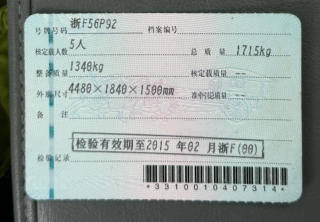 号牌号码 浙F56P92 档案编号
核定载人数 5人 总质量 1715kg
整备质量 1340kg 核定载质量 --
外廓尺寸 4480×1840×1500mm 准牵引总质量 --
备注
检验有效期至2015 年02 月浙F(00)
检验记录
*3310010407314*